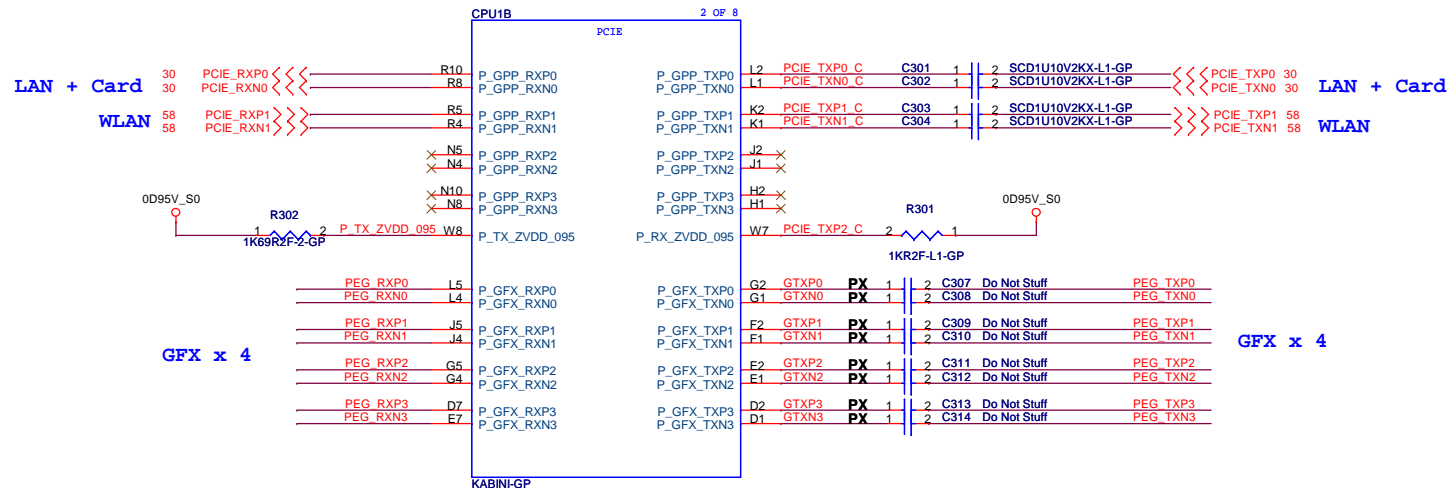 CPU1B 2 OF 8
PCIE
LAN + Card 30 PCIE_RXP0 R10 P_GPP_RXP0 P_GPP_TXP0 L2 PCIE_TXP0_C C301 1 2 SCD1U10V2KX-L1-GP PCIE_TXP0 30 LAN + Card
30 PCIE_RXN0 R8 P_GPP_RXN0 P_GPP_TXN0 L1 PCIE_TXN0_C C302 1 2 SCD1U10V2KX-L1-GP PCIE_TXN0 30
WLAN 58 PCIE_RXP1 R5 P_GPP_RXP1 P_GPP_TXP1 K2 PCIE_TXP1_C C303 1 2 SCD1U10V2KX-L1-GP PCIE_TXP1 58 WLAN
58 PCIE_RXN1 R4 P_GPP_RXN1 P_GPP_TXN1 K1 PCIE_TXN1_C C304 1 2 SCD1U10V2KX-L1-GP PCIE_TXN1 58
N5 P_GPP_RXP2 P_GPP_TXP2 J2
N4 P_GPP_RXN2 P_GPP_TXN2 J1
N10 P_GPP_RXP3 P_GPP_TXP3 H2
N8 P_GPP_RXN3 P_GPP_TXN3 H1
0D95V_S0 R302 R301 0D95V_S0
1 2 P_TX_ZVDD_095 W8 P_TX_ZVDD_095 P_RX_ZVDD_095 W7 PCIE_TXP2_C 2 1
1K69R2F-2-GP 1KR2F-L1-GP
PEG_RXP0 L5 P_GFX_RXP0 P_GFX_TXP0 G2 GTXP0 PX 1 2 C307 Do Not Stuff PEG_TXP0
PEG_RXN0 L4 P_GFX_RXN0 P_GFX_TXN0 G1 GTXN0 PX 1 2 C308 Do Not Stuff PEG_TXN0
PEG_RXP1 J5 P_GFX_RXP1 P_GFX_TXP1 F2 GTXP1 PX 1 2 C309 Do Not Stuff PEG_TXP1
PEG_RXN1 J4 P_GFX_RXN1 P_GFX_TXN1 F1 GTXN1 PX 1 2 C310 Do Not Stuff PEG_TXN1
GFX x 4 GFX x 4
PEG_RXP2 G5 P_GFX_RXP2 P_GFX_TXP2 E2 GTXP2 PX 1 2 C311 Do Not Stuff PEG_TXP2
PEG_RXN2 G4 P_GFX_RXN2 P_GFX_TXN2 E1 GTXN2 PX 1 2 C312 Do Not Stuff PEG_TXN2
PEG_RXP3 D7 P_GFX_RXP3 P_GFX_TXP3 D2 GTXP3 PX 1 2 C313 Do Not Stuff PEG_TXP3
PEG_RXN3 E7 P_GFX_RXN3 P_GFX_TXN3 D1 GTXN3 PX 1 2 C314 Do Not Stuff PEG_TXN3
KABINI-GP